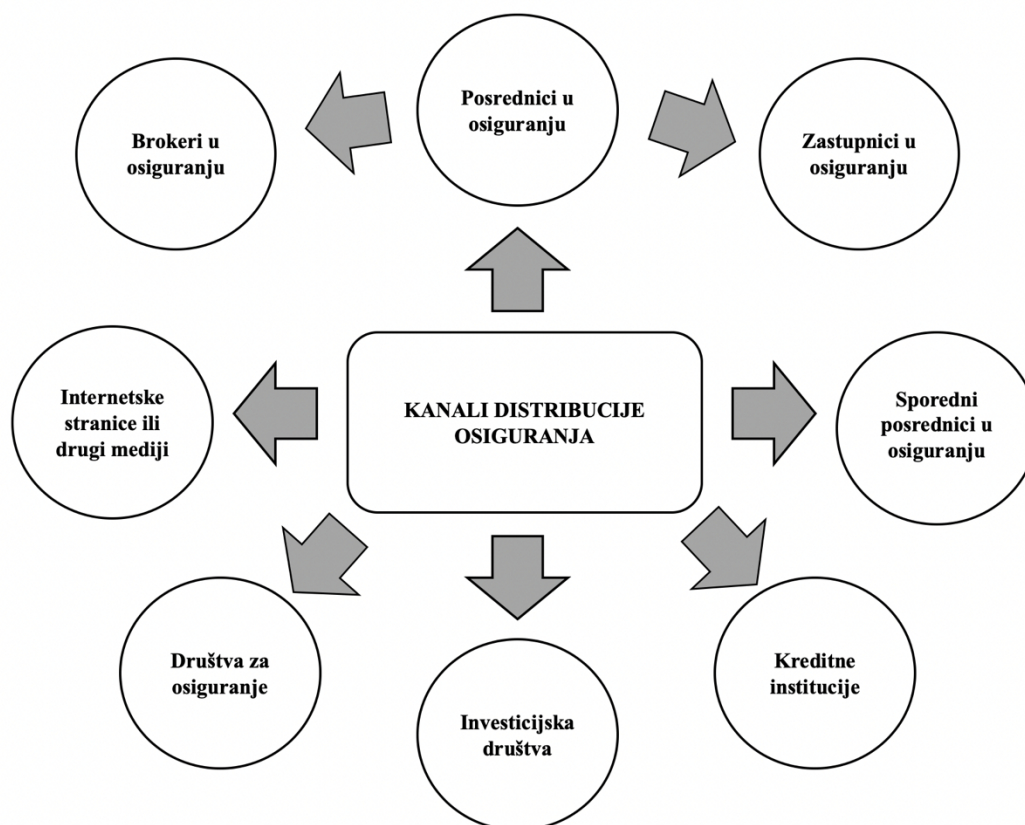 Posrednici u
osiguranju
Brokeri u
osiguranju
Zastupnici u
osiguranju
Internetske
stranice ili
drugi mediji
KANALI DISTRIBUCIJE
OSIGURANJA
Sporedni
posrednici u
osiguranju
Društva za
osiguranje
Investicijska
društva
Kreditne
institucije